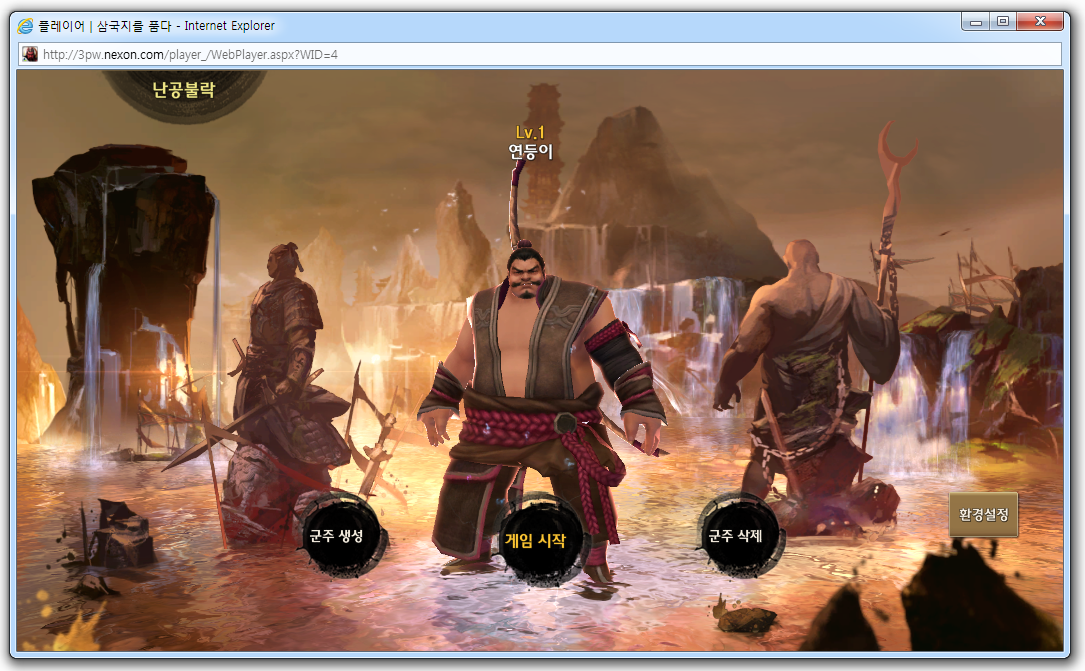 플레이어 | 삼국지를 품다 - Internet Explorer
http://3pw.nexon.com/player_/WebPlayer.aspx?WID=4
난공불락
Lv.1
연등이
군주 생성
게임 시작
군주 삭제
환경설정